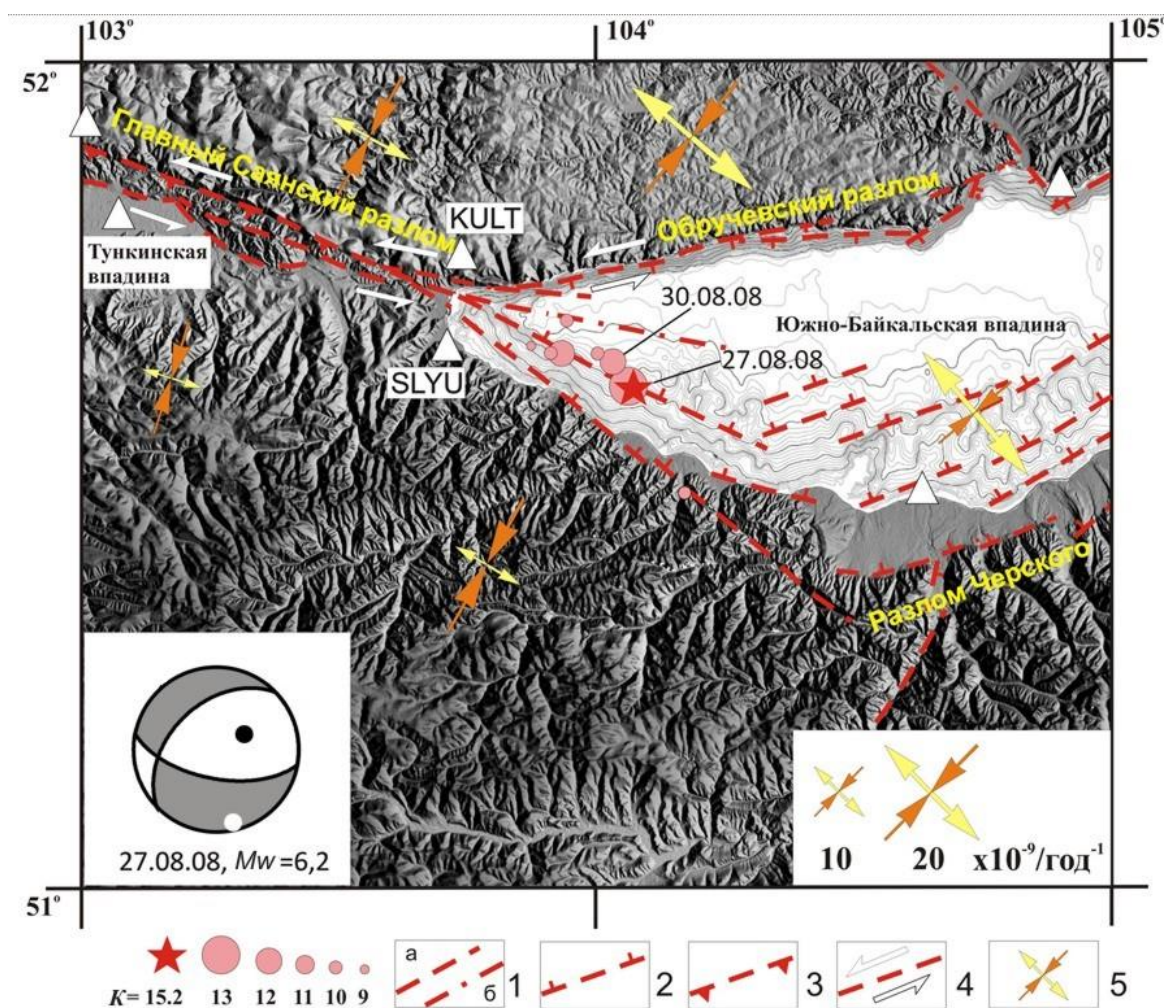 103°
104°
105°
52°
Главный Саянский разлом
KULT
Обручевский разлом
Тункинская
впадина
30.08.08
Южно-Байкальская впадина
27.08.08
SLYU
Разлом Черского
27.08.08, Mw=6,2
10 20 x10⁻⁹/год⁻¹
51°
а
б
1
2
3
4
5
K= 15.2 13 12 11 10 9